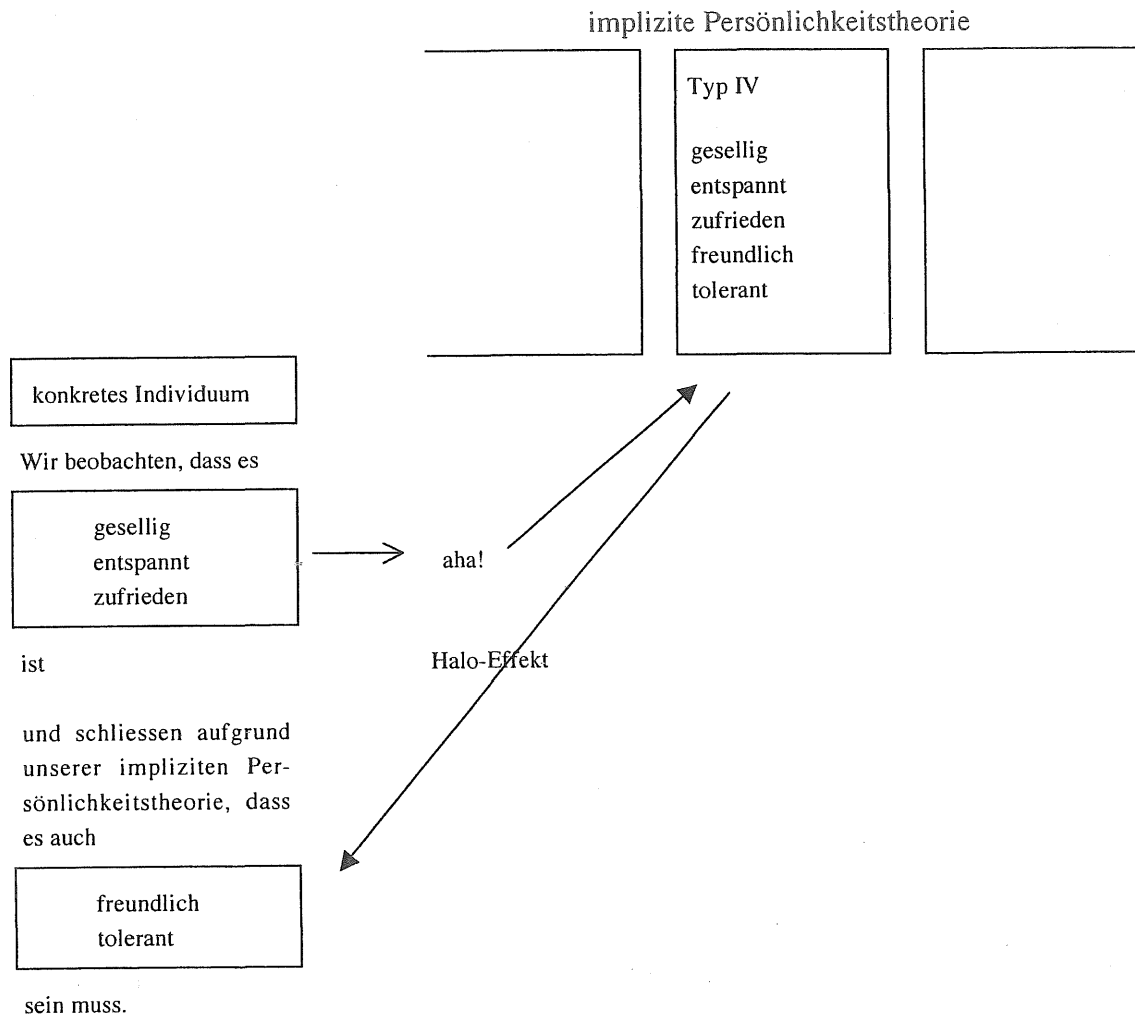 implizite Persönlichkeitstheorie
Typ IV
gesellig
entspannt
zufrieden
freundlich
tolerant
konkretes Individuum
Wir beobachten, dass es
gesellig
entspannt
zufrieden
aha!
ist
Halo-Effekt
und schliessen aufgrund
unserer impliziten Per-
sönlichkeitstheorie, dass
es auch
freundlich
tolerant
sein muss.